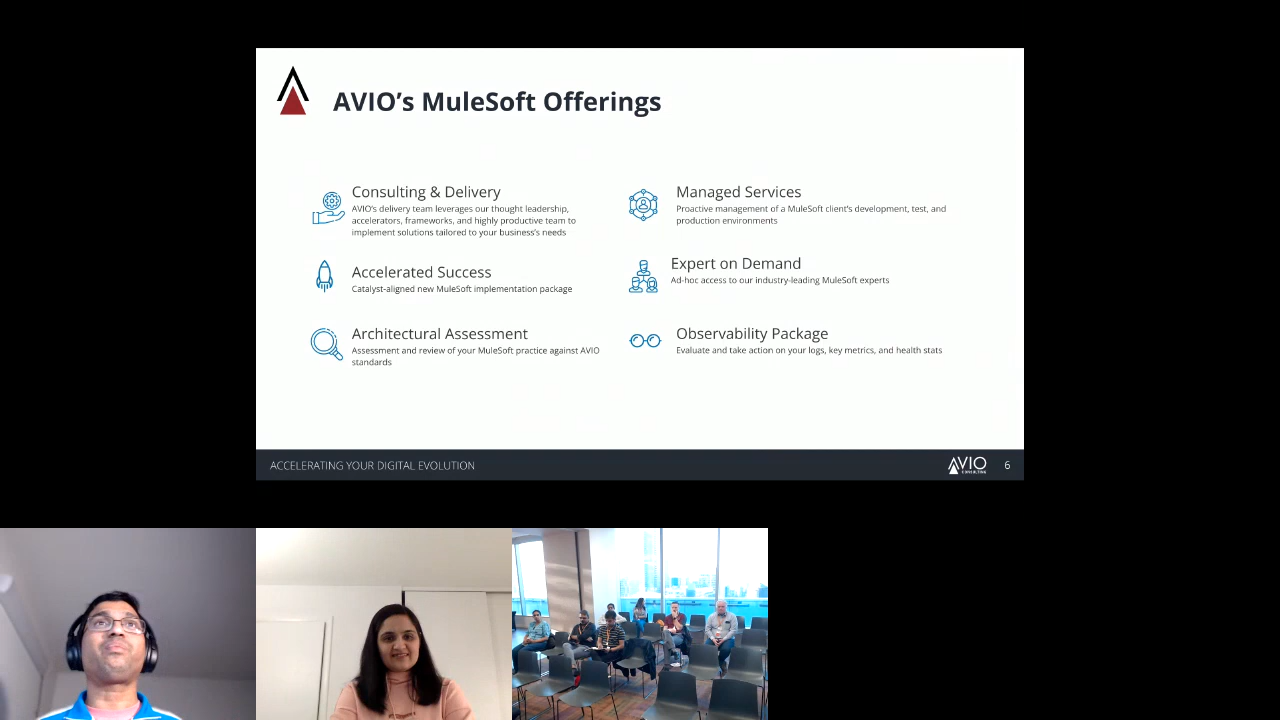 AVIO’s MuleSoft Offerings
Consulting & Delivery
AVIO's delivery team leverages our thought leadership,
accelerators, frameworks, and highly productive team to
implement solutions tailored to your business's needs
Accelerated Success
Catalyst-aligned new MuleSoft implementation package
Architectural Assessment
Assessment and review of your MuleSoft practice against AVIO
standards
Managed Services
Proactive management of a MuleSoft client's development, test, and
production environments
Expert on Demand
Ad-hoc access to our industry-leading MuleSoft experts
Observability Package
Evaluate and take action on your logs, key metrics, and health stats
ACCELERATING YOUR DIGITAL EVOLUTION
AVIO
CONSULTING
6